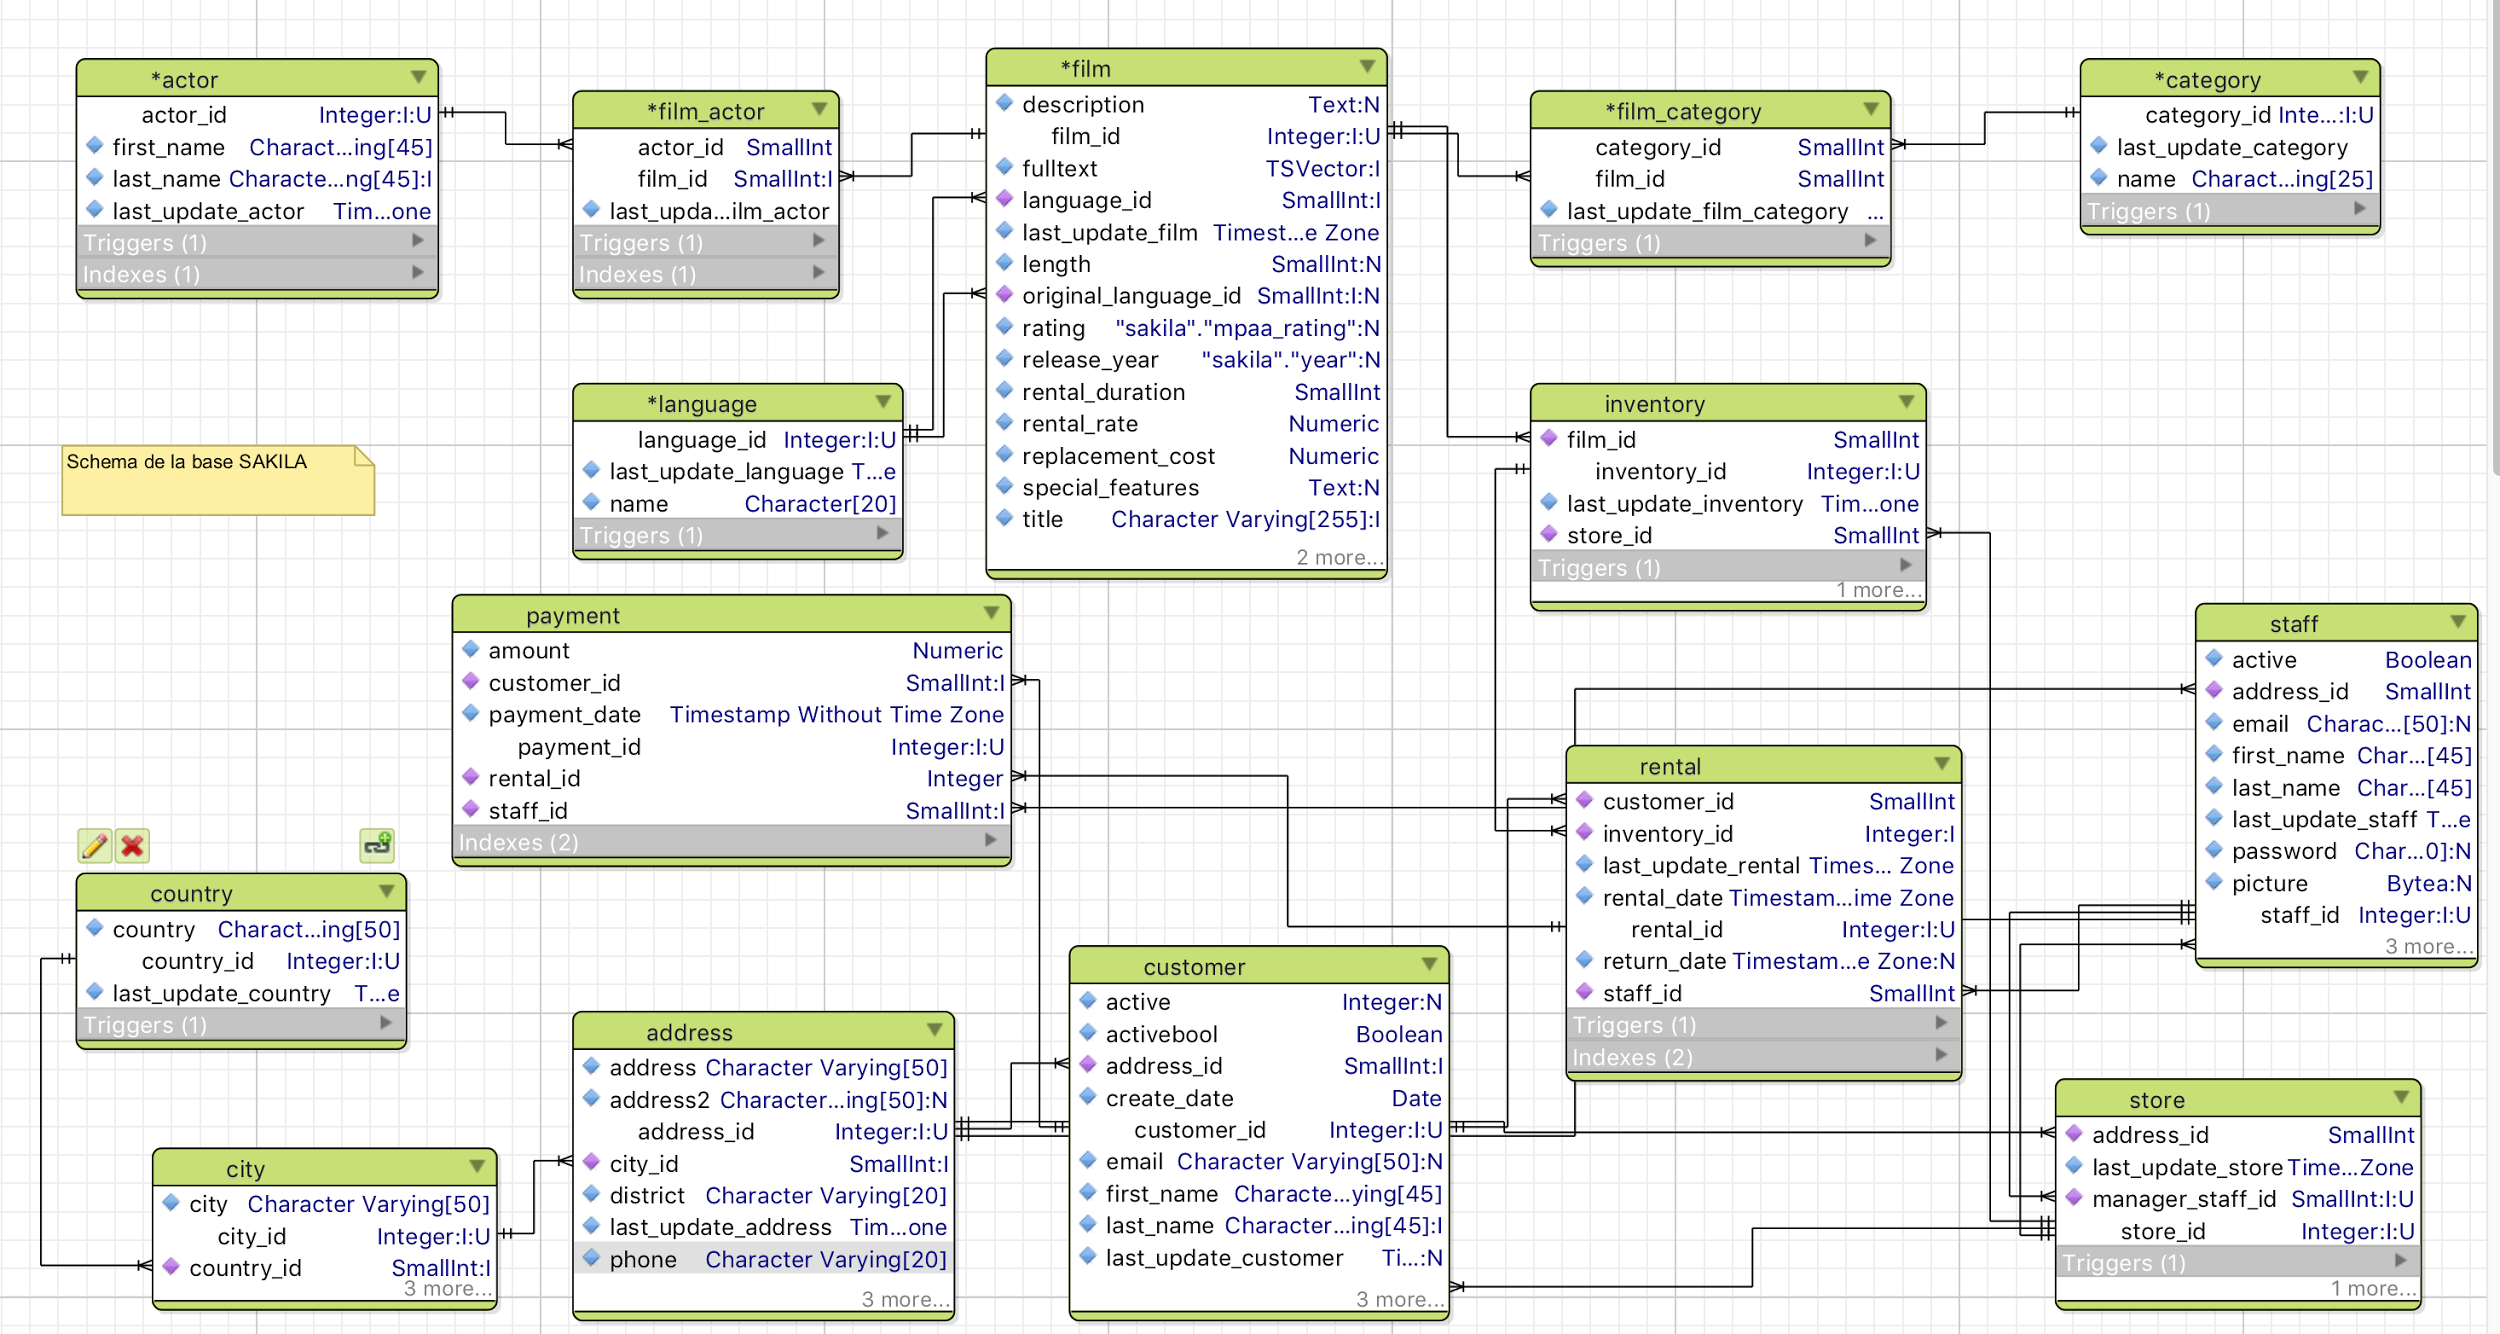 *actor
actor_id Integer:I:U
first_name Charact...ing[45]
last_name Characte...ng[45]:I
last_update_actor Tim...one
Triggers (1)
Indexes (1)
*film_actor
actor_id SmallInt
film_id SmallInt:I
last_upda...ilm_actor
Triggers (1)
Indexes (1)
*film
description Text:N
film_id Integer:I:U
fulltext TSVector:I
language_id SmallInt:I
last_update_film Timest...e Zone
length SmallInt:N
original_language_id SmallInt:I:N
rating "sakila"."mpaa_rating":N
release_year "sakila"."year":N
rental_duration SmallInt
rental_rate Numeric
replacement_cost Numeric
special_features Text:N
title Character Varying[255]:I
2 more...
*film_category
category_id SmallInt
film_id SmallInt
last_update_film_category ...
Triggers (1)
*category
category_id Inte...:I:U
last_update_category
name Charact...ing[25]
Triggers (1)
Schema de la base SAKILA
*language
language_id Integer:I:U
last_update_language T...e
name Character[20]
Triggers (1)
inventory
film_id SmallInt
inventory_id Integer:I:U
last_update_inventory Tim...one
store_id SmallInt
Triggers (1)
1 more...
payment
amount Numeric
customer_id SmallInt:I
payment_date Timestamp Without Time Zone
payment_id Integer:I:U
rental_id Integer
staff_id SmallInt:I
Indexes (2)
staff
active Boolean
address_id SmallInt
email Charac...[50]:N
first_name Char...[45]
last_name Char...[45]
last_update_staff T...e
password Char...0]:N
picture Bytea:N
staff_id Integer:I:U
3 more...
rental
customer_id SmallInt
inventory_id Integer:I
last_update_rental Times... Zone
rental_date Timestam...ime Zone
rental_id Integer:I:U
return_date Timestam...e Zone:N
staff_id SmallInt
Triggers (1)
Indexes (2)
country
country Charact...ing[50]
country_id Integer:I:U
last_update_country T...e
Triggers (1)
customer
active Integer:N
activebool Boolean
address_id SmallInt:I
create_date Date
customer_id Integer:I:U
email Character Varying[50]:N
first_name Characte...ying[45]
last_name Character...ing[45]:I
last_update_customer Ti...:N
3 more...
address
address Character Varying[50]
address2 Character...ing[50]:N
address_id Integer:I:U
city_id SmallInt:I
district Character Varying[20]
last_update_address Tim...one
phone Character Varying[20]
3 more...
store
address_id SmallInt
last_update_store Time...Zone
manager_staff_id SmallInt:I:U
store_id Integer:I:U
Triggers (1)
1 more...
city
city Character Varying[50]
city_id Integer:I:U
country_id SmallInt:I
3 more...